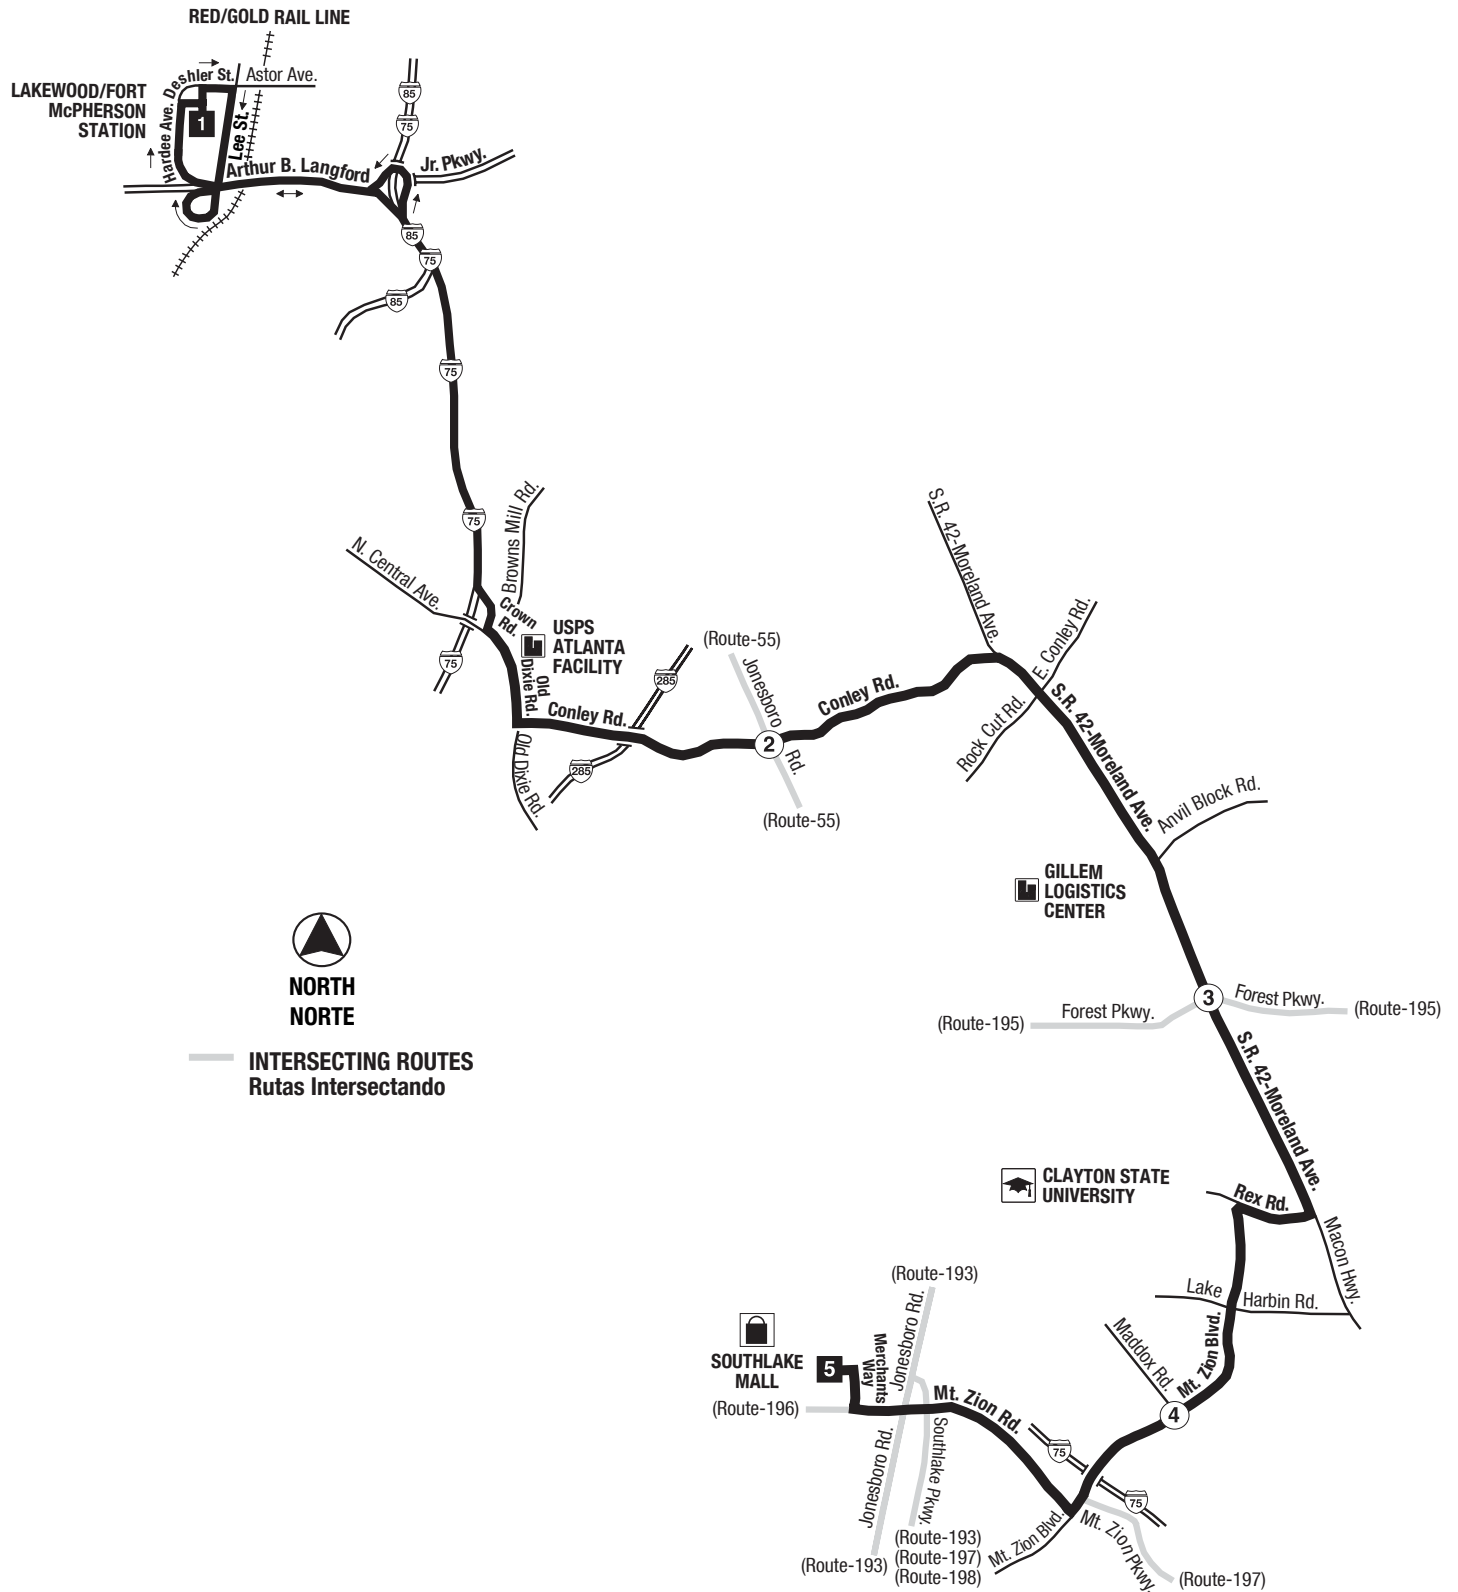 RED/GOLD RAIL LINE
LAKEWOOD/FORT
McPHERSON
STATION
Deshler St.
Astor Ave.
Hardee Ave.
1
Lee St.
Arthur B. Langford
Jr. Pkwy.
85
75
85
75
85
75
75
N. Central Ave.
Browns Mill Rd.
Crown
Rd.
USPS
ATLANTA
FACILITY
75
Old
Dixie Rd.
Conley Rd.
285
285
Old Dixie Rd.
(Route-55)
Jonesboro
2
Rd.
(Route-55)
Conley Rd.
S.R. 42-Moreland Ave.
E. Conley Rd.
Rock Cut Rd.
S.R. 42-Moreland Ave.
Anvil Block Rd.
GILLEM
LOGISTICS
CENTER
NORTH
NORTE
INTERSECTING ROUTES
Rutas Intersectando
(Route-195)
Forest Pkwy.
3
Forest Pkwy.
(Route-195)
S.R. 42-Moreland Ave.
CLAYTON STATE
UNIVERSITY
Rex Rd.
Macon Hwy.
Lake
Harbin Rd.
Mt. Zion Blvd.
Maddox Rd.
4
(Route-193)
Jonesboro Rd.
SOUTHLAKE
MALL
5
Merchants
Way
(Route-196)
Mt. Zion Rd.
Jonesboro Rd.
Southlake Pkwy.
75
75
Mt. Zion Blvd.
Mt. Zion Pkwy.
(Route-193)
(Route-193)
(Route-197)
(Route-198)
(Route-197)